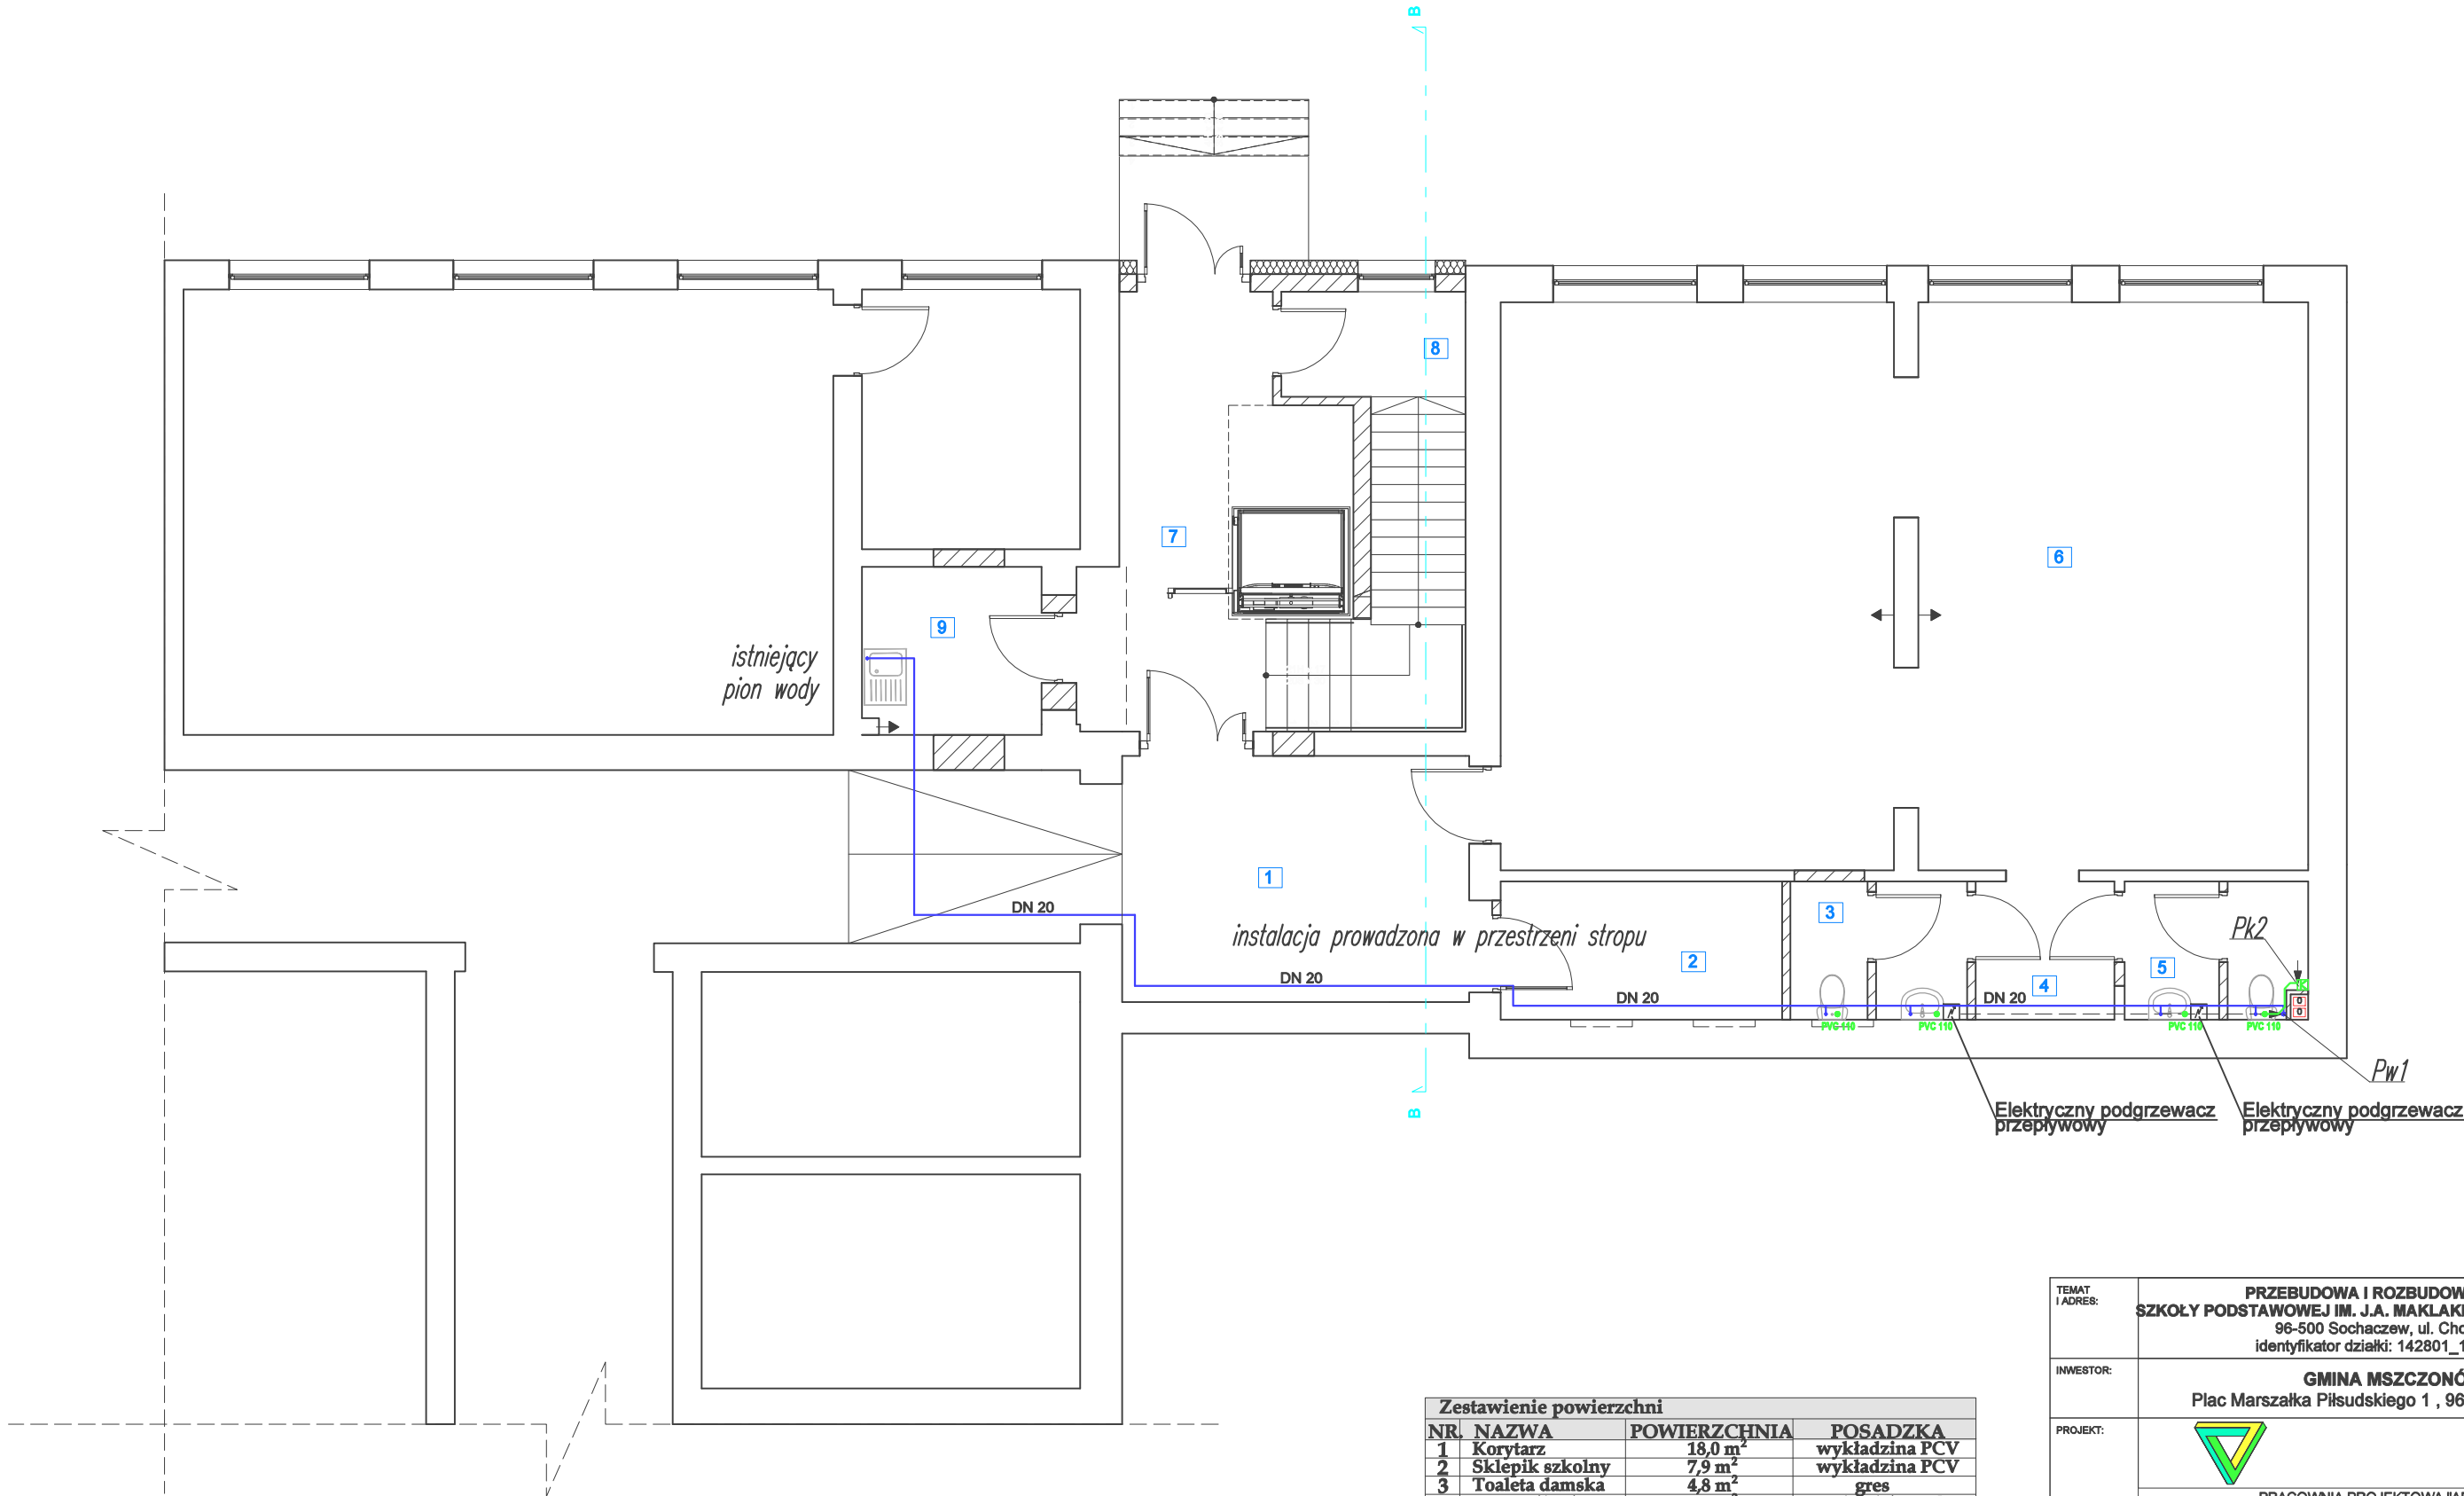 B
8
7
6
9
istniejący
pion wody
1
DN 20
instalacja prowadzona w przestrzeni stropu
DN 20
2
DN 20
3
4
DN 20
5
Pk2
PVC 110
PVC 110
PVC 110
PVC 110
Pw1
Elektryczny podgrzewacz
przepływowy
Elektryczny podgrzewacz
przepływowy
B
Zestawienie powierzchni
NR. NAZWA POWIERZCHNIA POSADZKA
1 Korytarz 18,0 m² wykładzina PCV
2 Sklepik szkolny 7,9 m² wykładzina PCV
3 Toaleta damska 4,8 m² gres
TEMAT
I ADRES:
PRZEBUDOWA I ROZBUDOW
SZKOŁY PODSTAWOWEJ IM. J.A. MAKLAK
96-500 Sochaczew, ul. Cho
identyfikator działki: 142801_1
INWESTOR:
GMINA MSZCZONÓ
Plac Marszałka Piłsudskiego 1 , 96
PROJEKT: